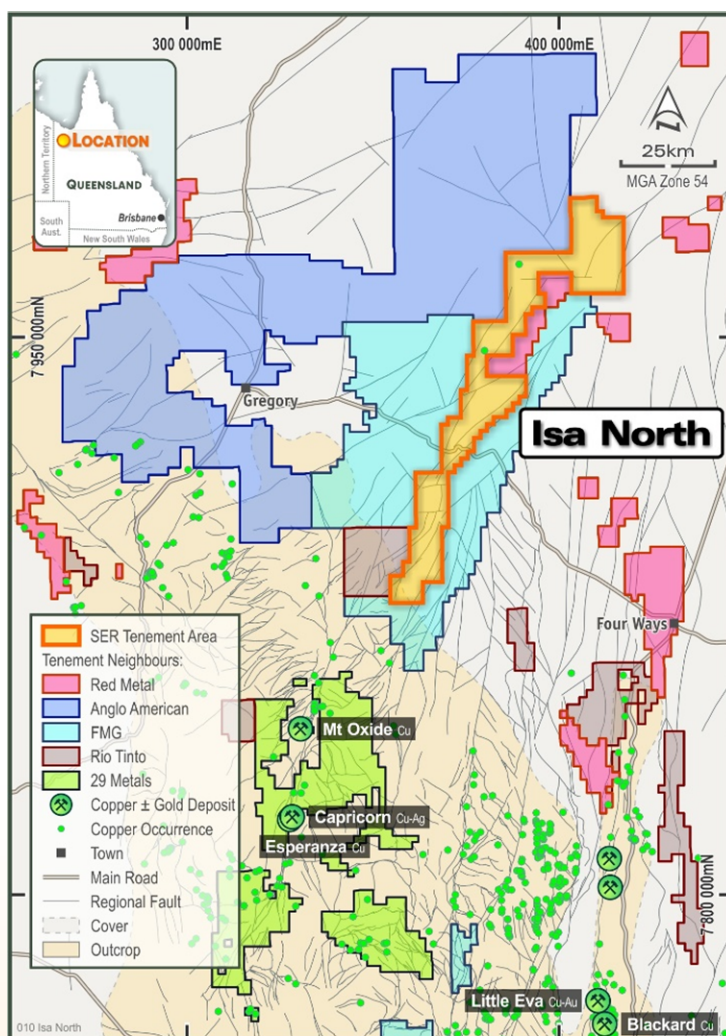 300 000mE
400 000mE
LOCATION
Northern Territory
QUEENSLAND
Brisbane
South
Aust.
New South Wales
25km
MGA Zone 54
7'950 000mN
Gregory
Isa North
Four Ways
SER Tenement Area
Tenement Neighbours:
Red Metal
Anglo American
FMG
Rio Tinto
29 Metals
Copper ± Gold Deposit
Copper Occurrence
Town
Main Road
Regional Fault
Cover
Outcrop
Mt Oxide Cu
Capricorn Cu-Ag
Esperanza Cu
7'800 000mN
Little Eva Cu-Au
Blackard Cu
010 Isa North